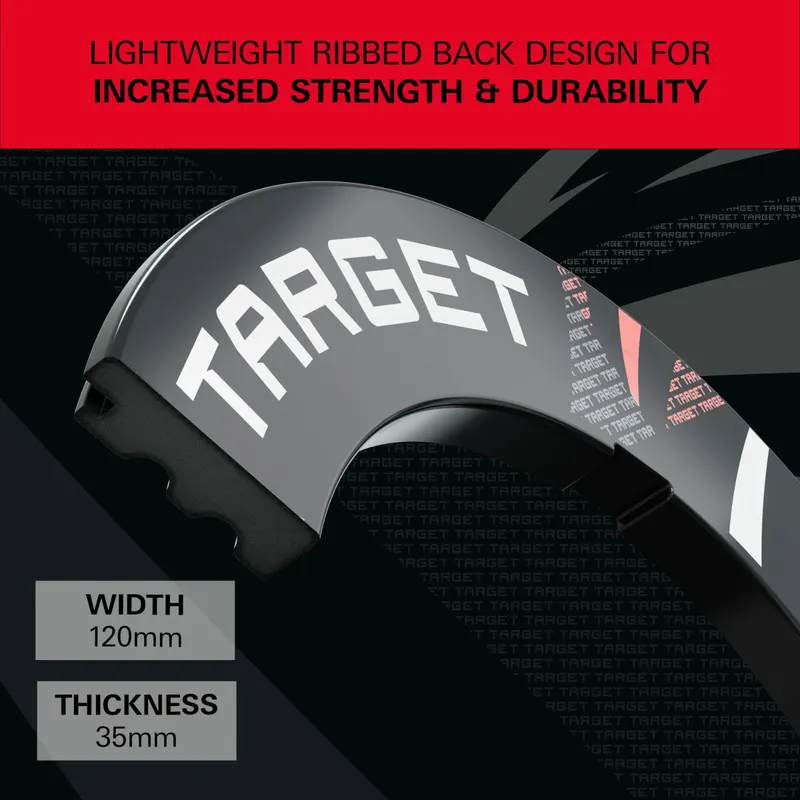 LIGHTWEIGHT RIBBED BACK DESIGN FOR
INCREASED STRENGTH & DURABILITY
TARGET
WIDTH
120mm
THICKNESS
35mm